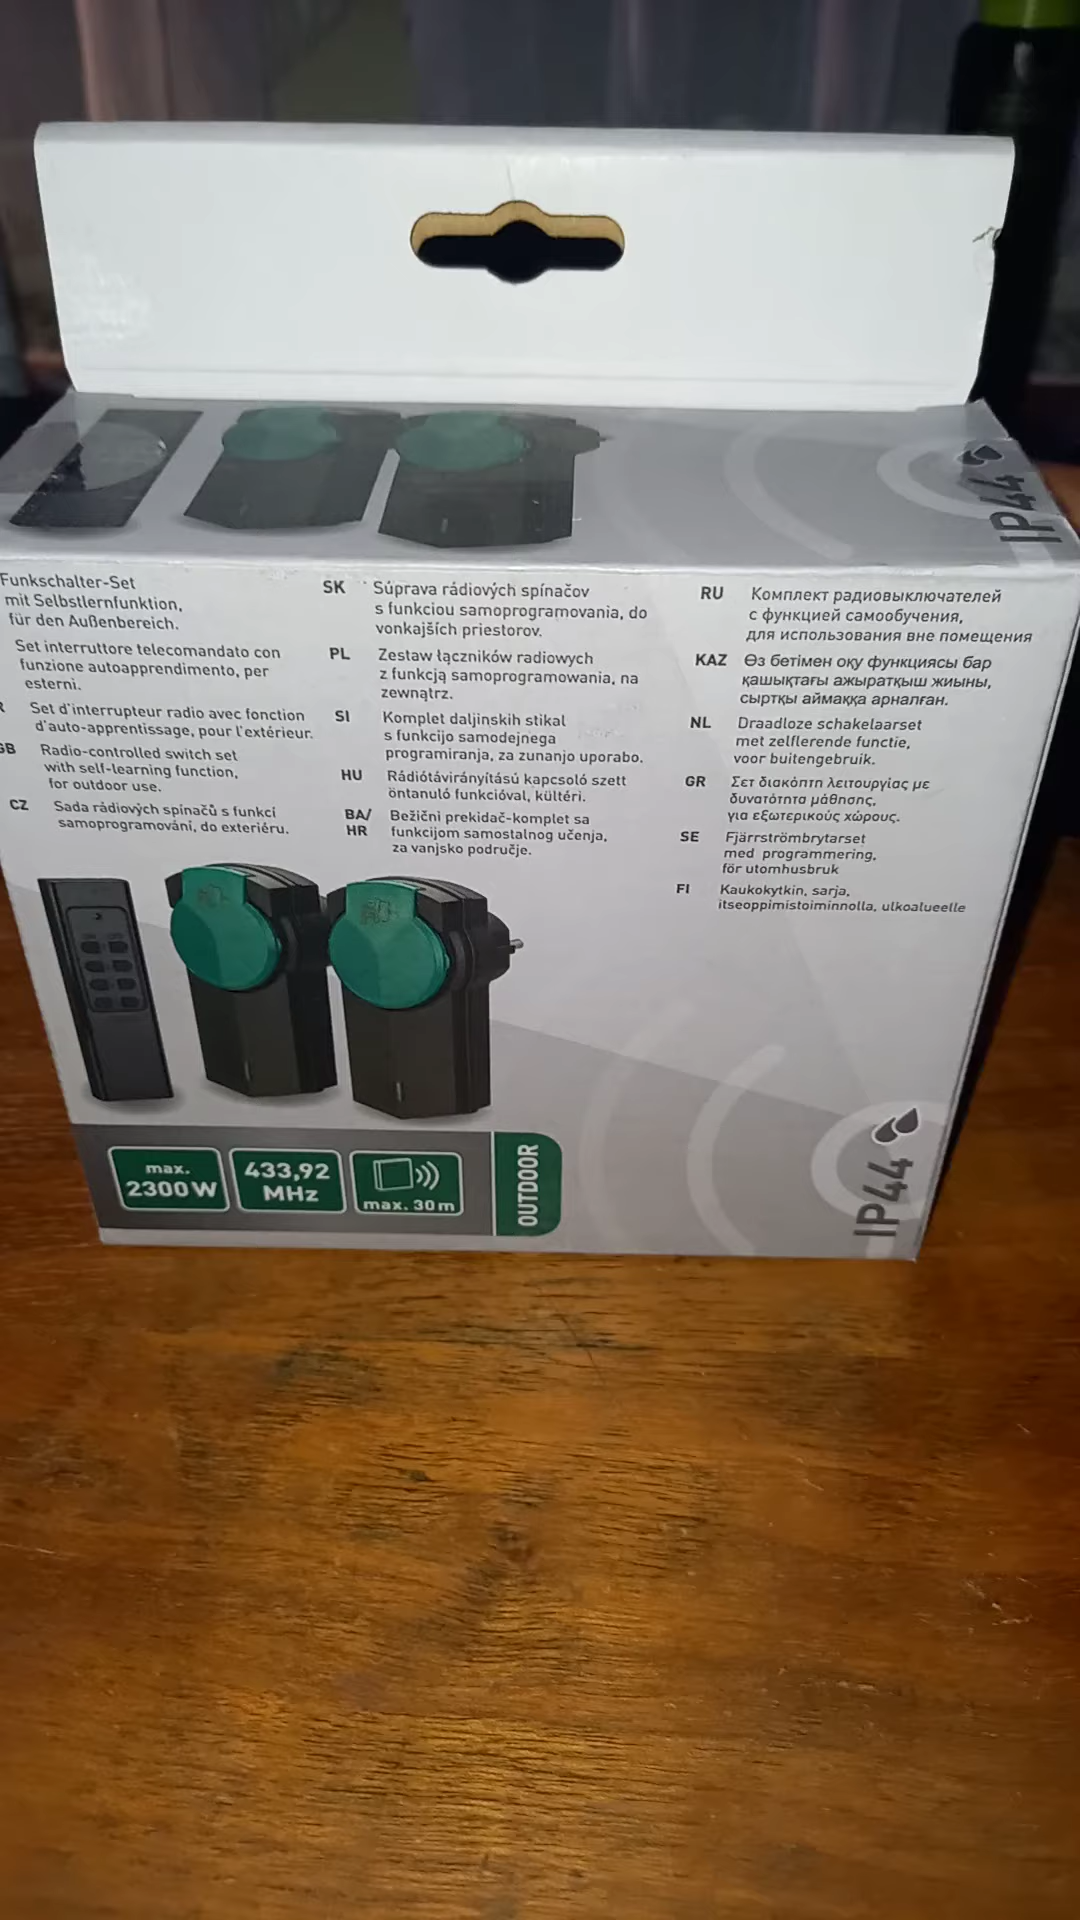 IP44
Funkschalter-Set
mit Selbstlernfunktion,
für den Außenbereich.
Set interruttore telecomandato con
funzione autoapprendimento, per
esterni.
Set d'interrupteur radio avec fonction
d'auto-apprentissage, pour l'extérieur.
GB Radio-controlled switch set
with self-learning function,
for outdoor use.
CZ Sada rádiových spínačů s funkcí
samoprogramování, do exteriéru.
SK Súprava rádiových spínačov
s funkciou samoprogramovania, do
vonkajších priestorov.
PL Zestaw łączników radiowych
z funkcją samoprogramowania, na
zewnątrz.
SI Komplet daljinskih stikal
s funkcijo samodejnega
programiranja, za zunanjo uporabo.
HU Rádiótávirányítású kapcsoló szett
öntanuló funkcióval, kültéri.
BA/
HR Bežični prekidač-komplet sa
funkcijom samostalnog učenja,
za vanjsko područje.
RU Комплект радиовыключателей
с функцией самообучения,
для использования вне помещения
KAZ Өз бетімен оқу функциясы бар
қашықтағы ажыратқыш жиыны,
сыртқы аймаққа арналған.
NL Draadloze schakelaarset
met zelflerende functie,
voor buitengebruik.
GR Σετ διακόπτη λειτουργίας με
δυνατότητα μάθησης,
για εξωτερικούς χώρους.
SE Fjärrströmbrytarset
med programmering,
för utomhusbruk
FI Kaukokytkin, sarja,
itseoppimistoiminnolla, ulkoalueelle
max.
2300 W
433,92
MHz
max. 30 m
OUTDOOR
IP44